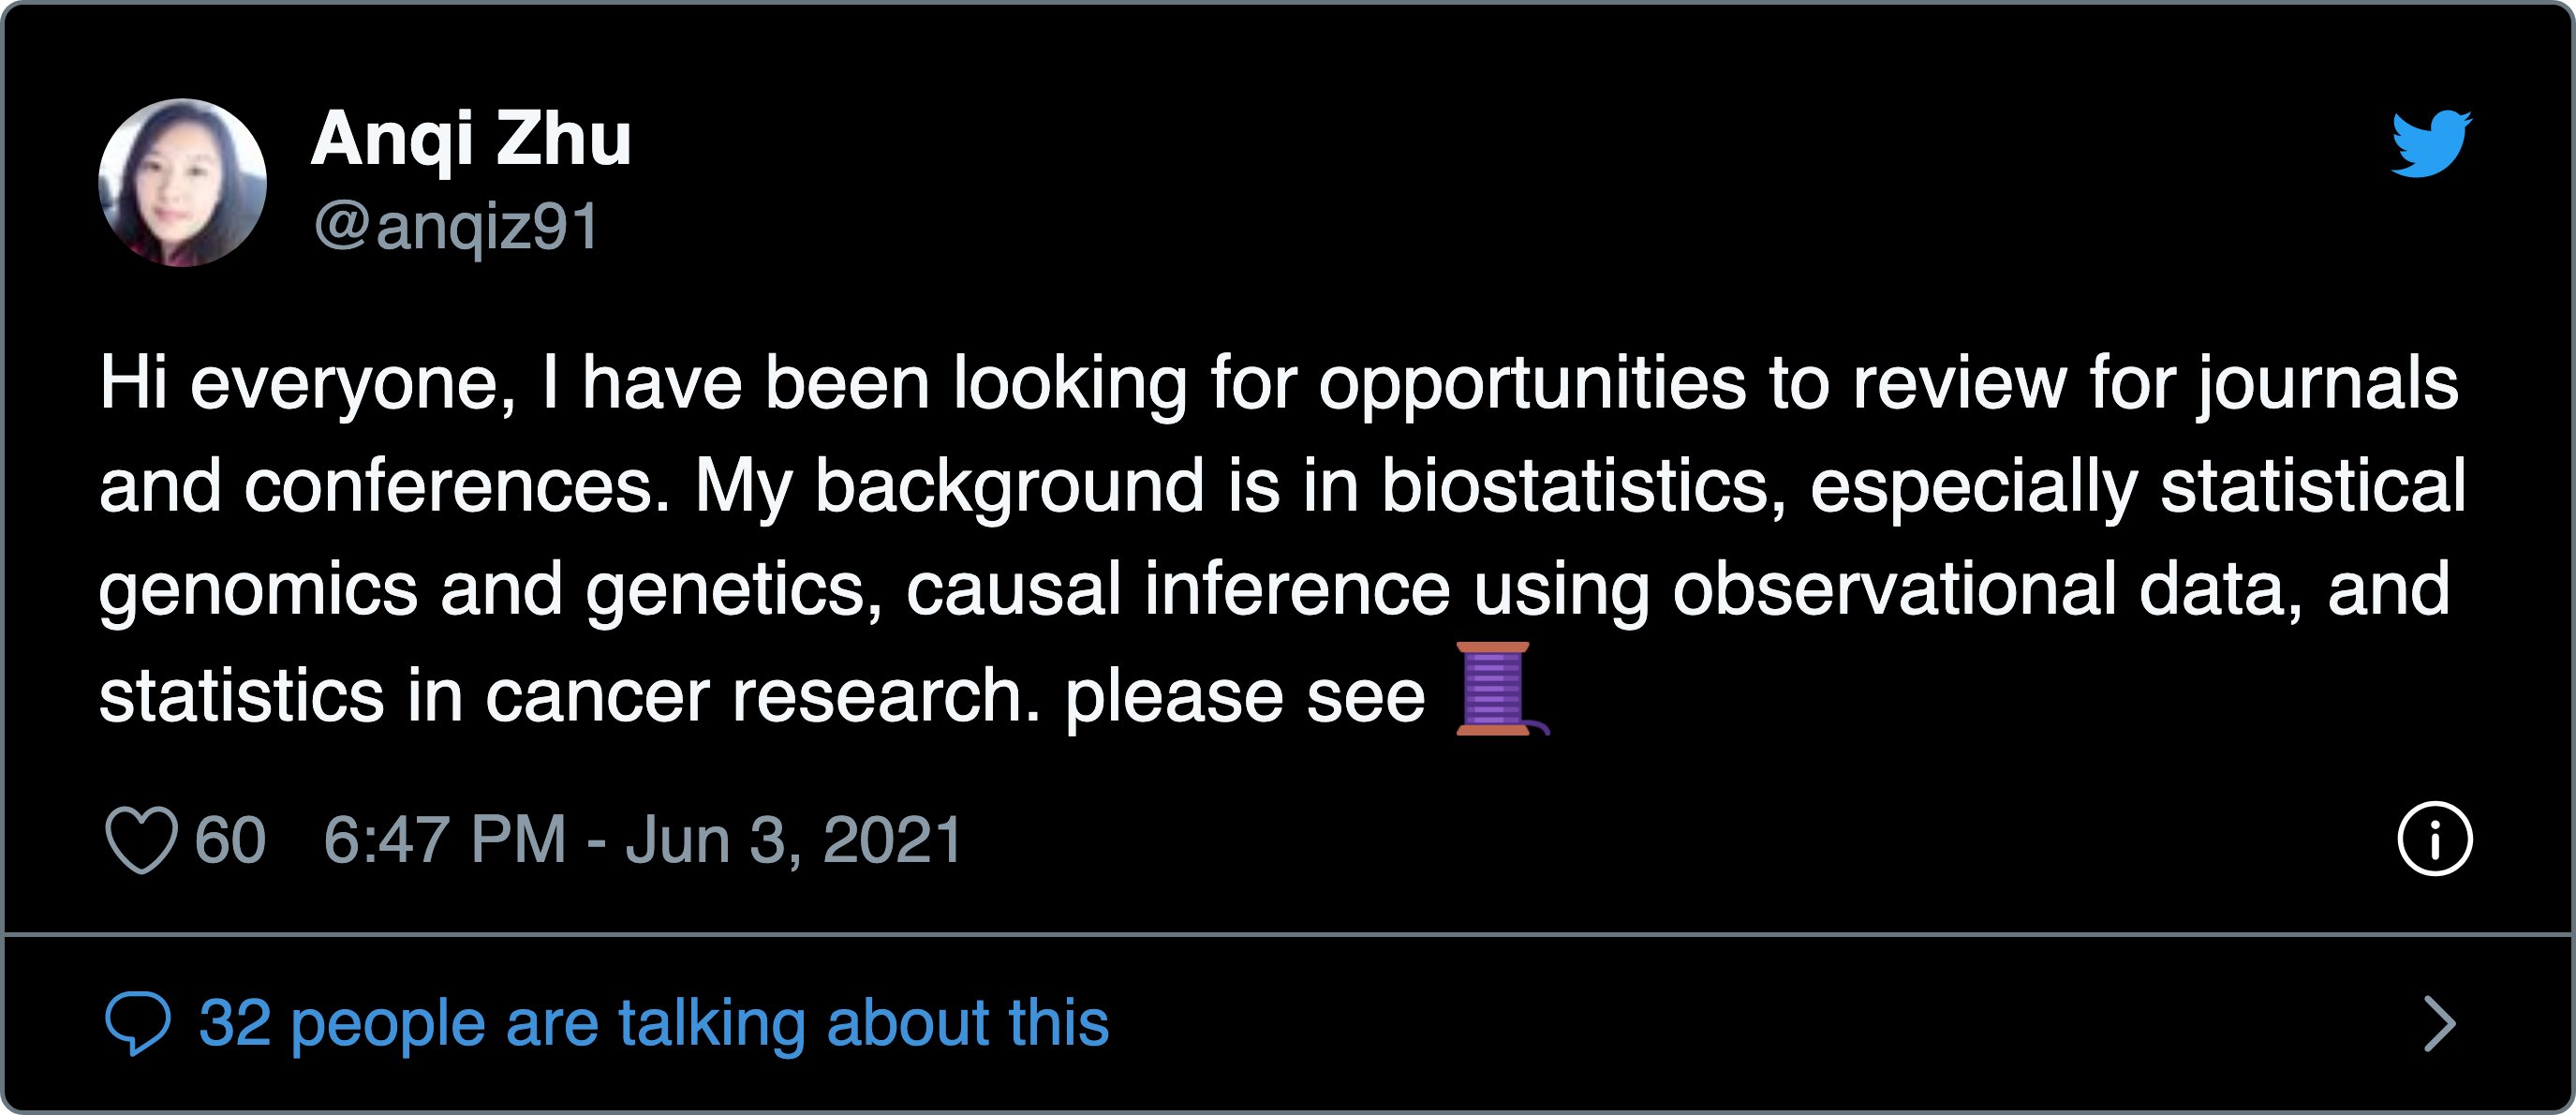 Anqi Zhu
@anqiz91
Hi everyone, I have been looking for opportunities to review for journals
and conferences. My background is in biostatistics, especially statistical
genomics and genetics, causal inference using observational data, and
statistics in cancer research. please see 🧵
60 6:47 PM - Jun 3, 2021
32 people are talking about this